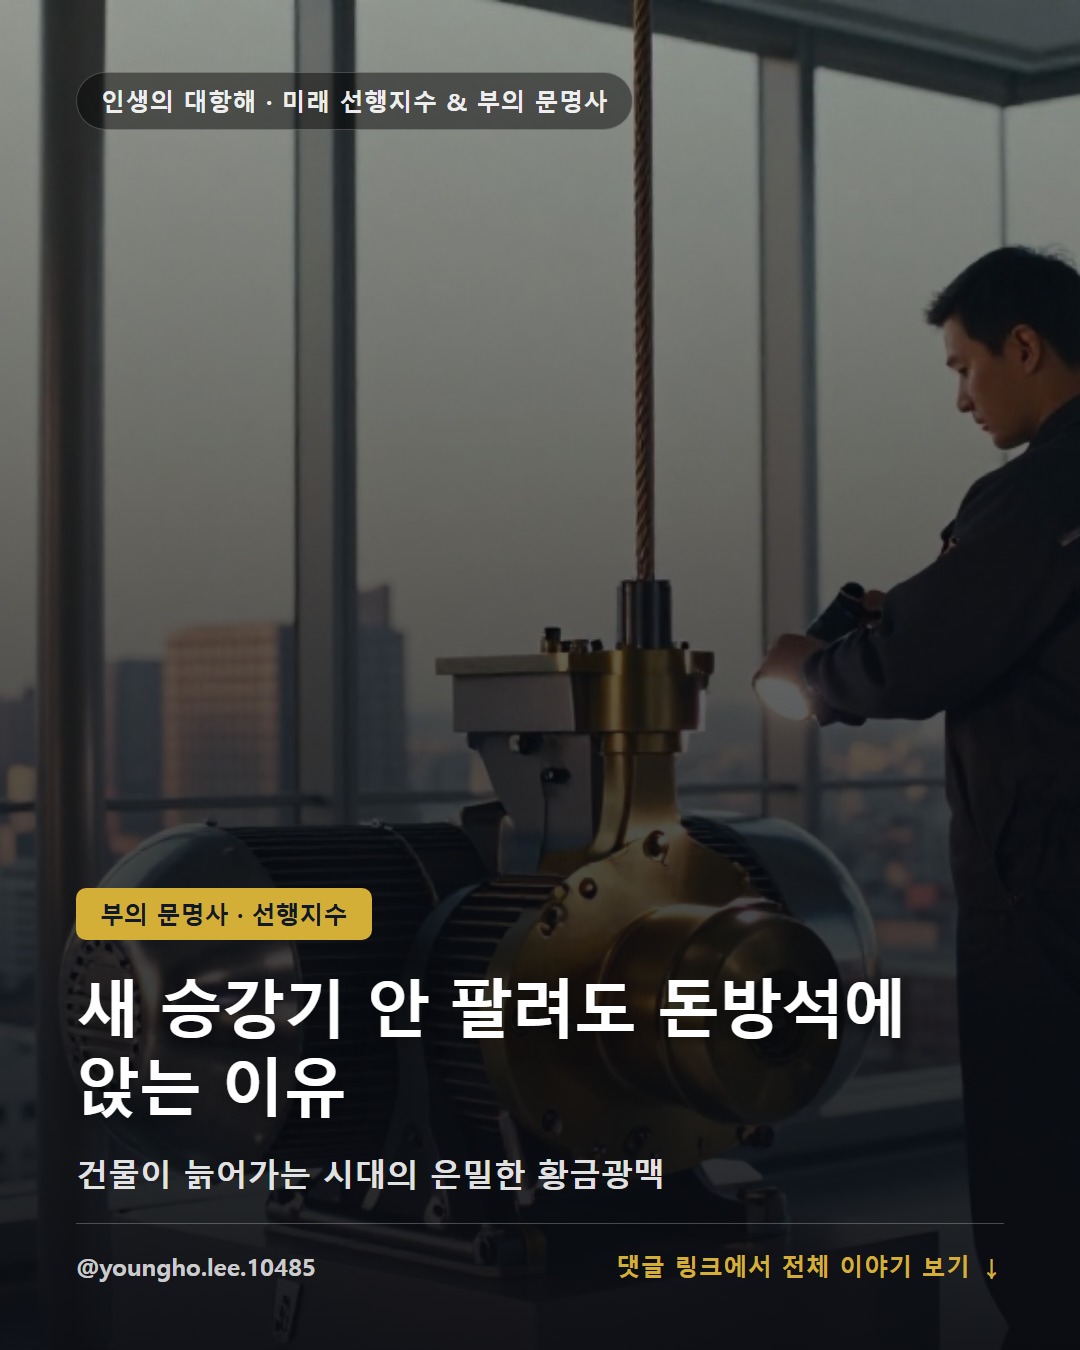 인생의 대항해 · 미래 선행지수 & 부의 문명사
부의 문명사 · 선행지수
새 승강기 안 팔려도 돈방석에
앉는 이유
건물이 늙어가는 시대의 은밀한 황금광맥
@youngho.lee.10485
댓글 링크에서 전체 이야기 보기 ↓